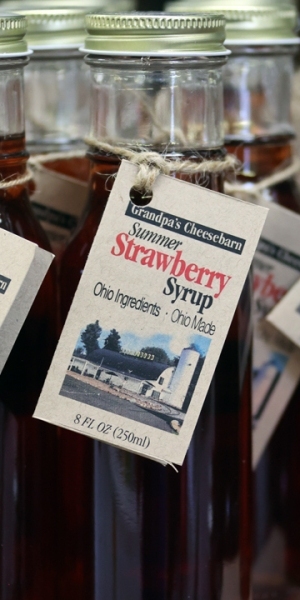 Grandpa's Cheesebarn
Summer
Strawberry
Syrup
Ohio Ingredients · Ohio Made
8 FL OZ (250ml)